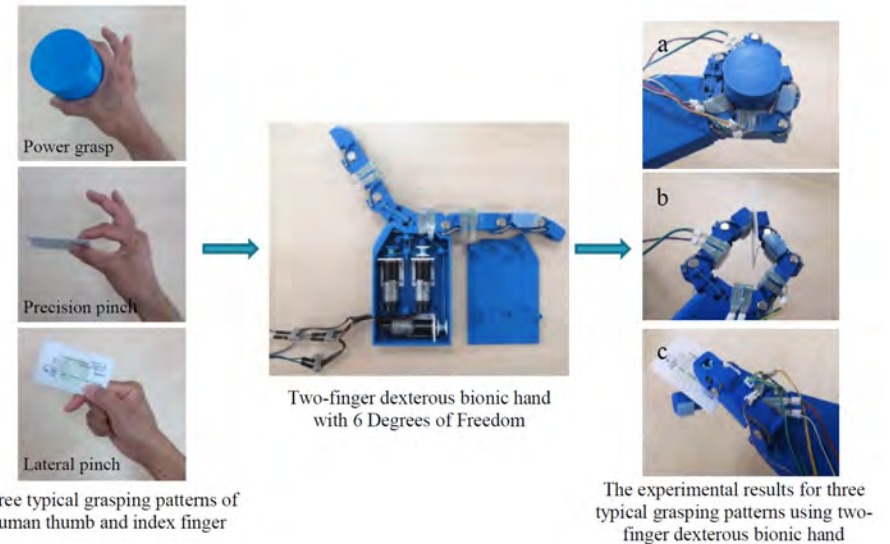 Power grasp
Precision pinch
Lateral pinch
ree typical grasping patterns of
uman thumb and index finger
Two-finger dexterous bionic hand
with 6 Degrees of Freedom
a
b
c
The experimental results for three
typical grasping patterns using two-
finger dexterous bionic hand